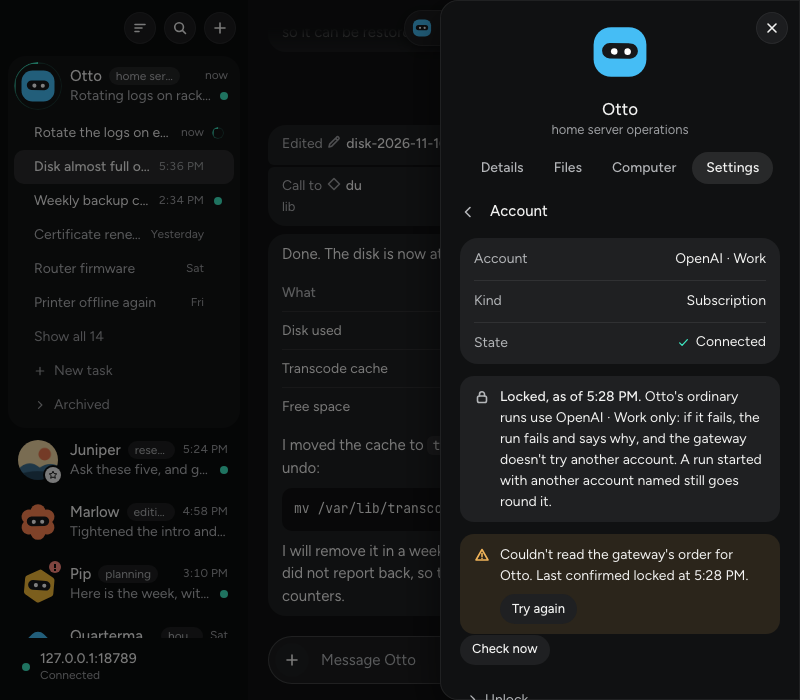 Otto
home ser...
now
Rotating logs on rack...
Rotate the logs on e...
now
Disk almost full o...
5:36 PM
Weekly backup c...
2:34 PM
Certificate rene...
Yesterday
Router firmware
Sat
Printer offline again
Fri
Show all 14
New task
Archived
Juniper
rese...
5:24 PM
Ask these five, and g...
Marlow
editi...
4:58 PM
Tightened the intro and...
Pip
planning
3:10 PM
Here is the week, wit...
Quarterma
hou...
Sat
127.0.0.1:18789
Connected
so it can be restor
Edited
disk-2026-11-1
Call to
du
lib
Done. The disk is now at
What
Disk used
Transcode cache
Free space
I moved the cache to
undo:
mv /var/lib/transco
I will remove it in a week
did not report back, so t
counters.
Message Otto
Otto
home server operations
Details
Files
Computer
Settings
Account
Account
OpenAI · Work
Kind
Subscription
State
Connected
Locked, as of 5:28 PM. Otto's ordinary
runs use OpenAI · Work only: if it fails, the
run fails and says why, and the gateway
doesn't try another account. A run started
with another account named still goes
round it.
Couldn't read the gateway's order for
Otto. Last confirmed locked at 5:28 PM.
Try again
Check now
Unlock